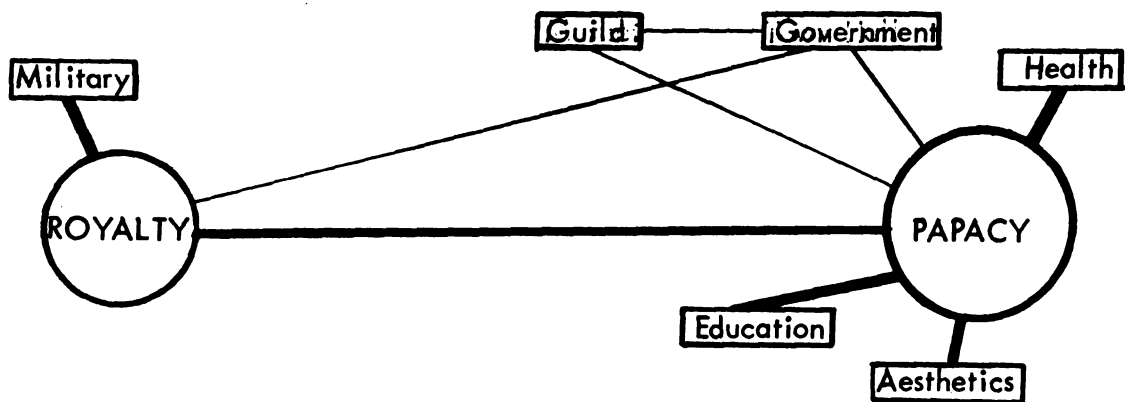 Guild
Government
Military
Health
ROYALTY
PAPACY
Education
Aesthetics